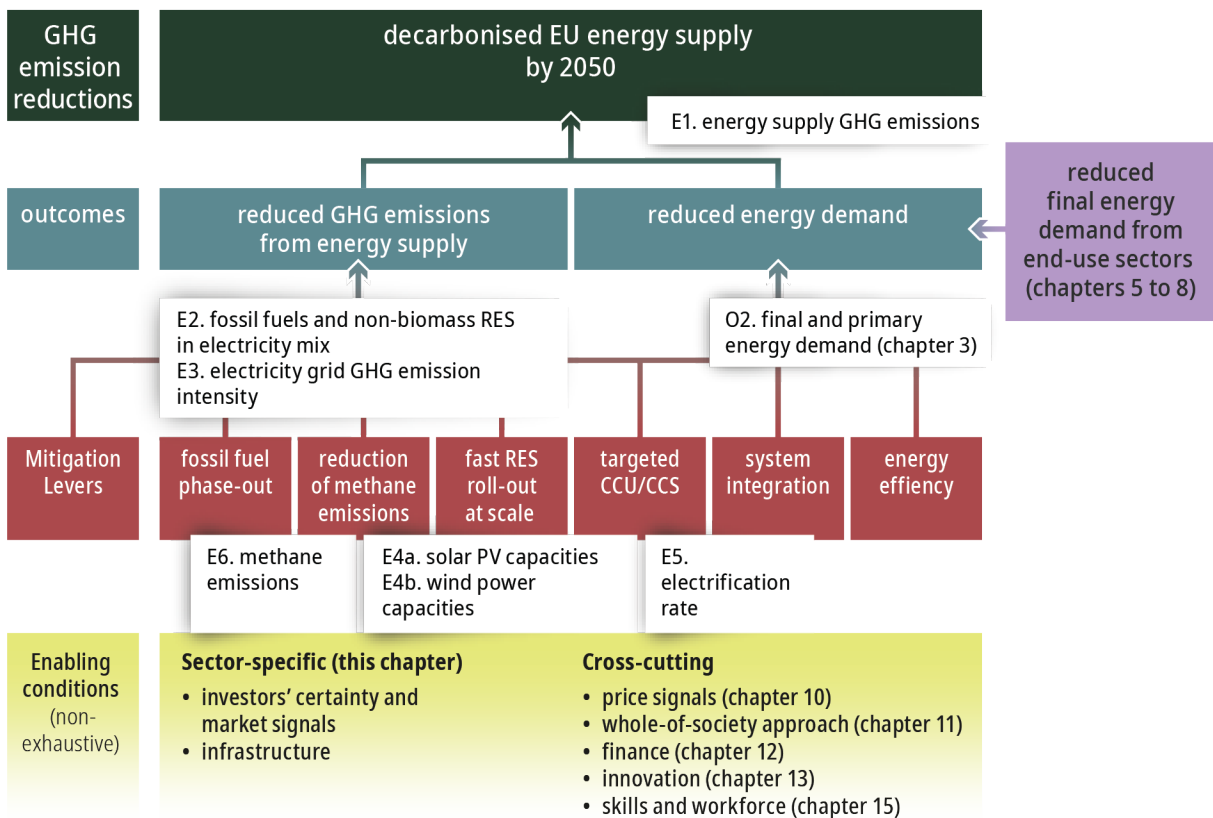 GHG
emission
reductions
decarbonised EU energy supply
by 2050
E1. energy supply GHG emissions
outcomes
reduced GHG emissions
from energy supply
reduced energy demand
reduced
final energy
demand from
end-use sectors
(chapters 5 to 8)
E2. fossil fuels and non-biomass RES
in electricity mix
E3. electricity grid GHG emission
intensity
O2. final and primary
energy demand (chapter 3)
Mitigation
Levers
fossil fuel
phase-out
reduction
of methane
emissions
fast RES
roll-out
at scale
targeted
CCU/CCS
system
integration
energy
effiency
E6. methane
emissions
E4a. solar PV capacities
E4b. wind power
capacities
E5.
electrification
rate
Enabling
conditions
(non-
exhaustive)
Sector-specific (this chapter)
• investors’ certainty and
market signals
• infrastructure
Cross-cutting
• price signals (chapter 10)
• whole-of-society approach (chapter 11)
• finance (chapter 12)
• innovation (chapter 13)
• skills and workforce (chapter 15)